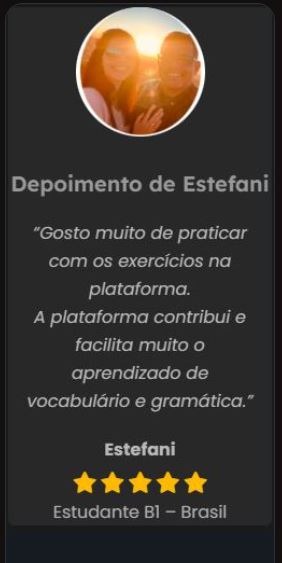 Depoimento de Estefani
“Gosto muito de praticar
com os exercícios na
plataforma.
A plataforma contribui e
facilita muito o
aprendizado de
vocabulário e gramática.”
Estefani
Estudante B1 – Brasil